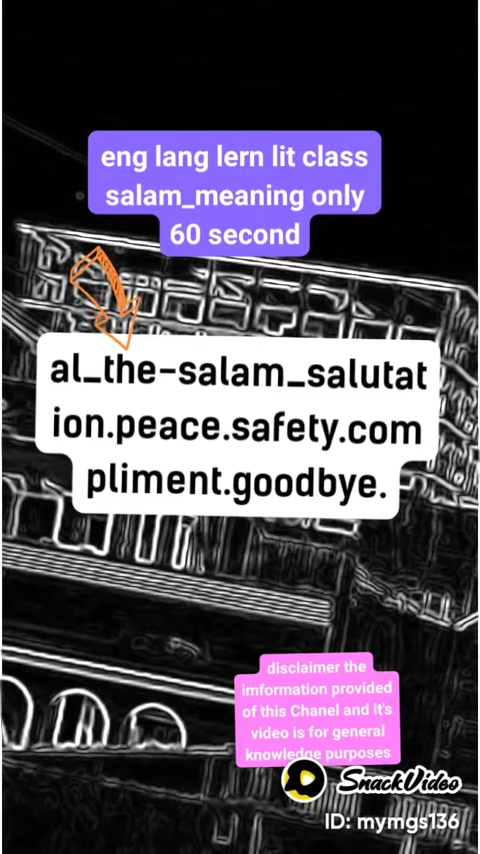 eng lang lern lit class
salam_meaning only
60 second
al_the-salam_salutat
ion.peace.safety.com
pliment.goodbye.
disclaimer the
imformation provided
of this Chanel and it's
video is for general
knowledge purposes
SnackVideo
ID: mymgs136